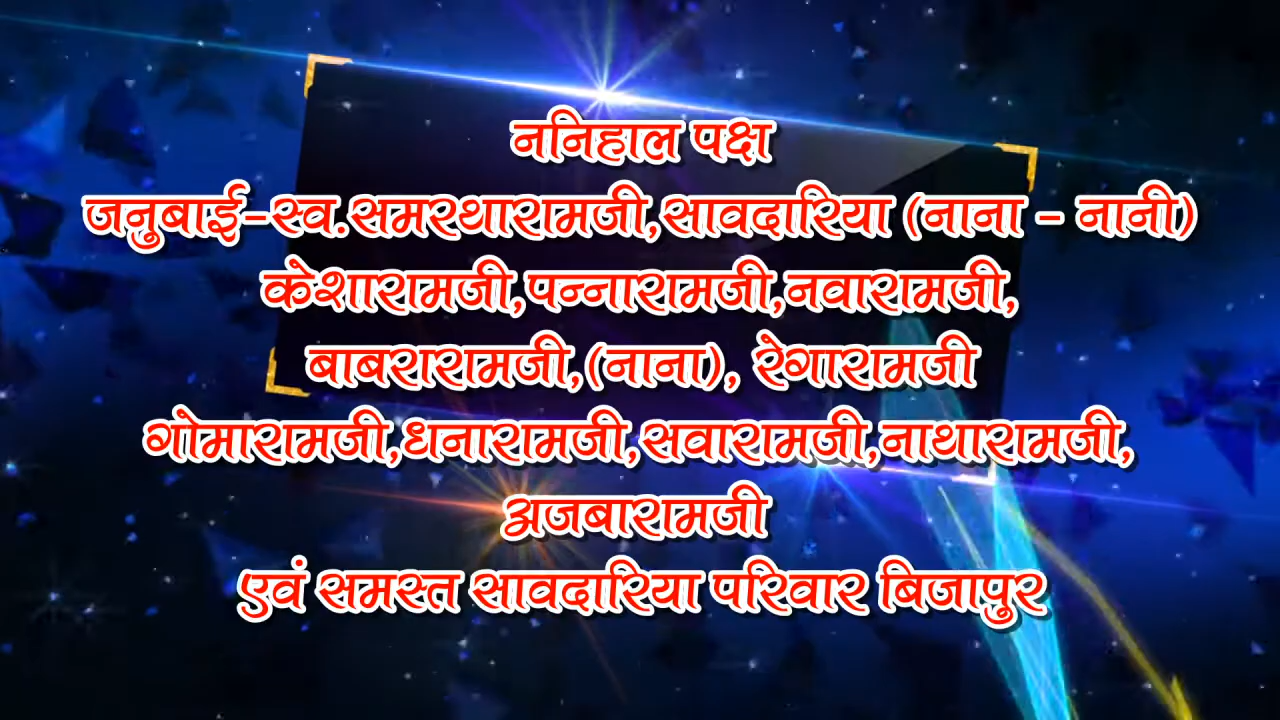 ननिहाल पक्ष
जनुबाई-स्व.समरथारामजी,सावदारिया (नाना - नानी)
केशारामजी,पन्नारामजी,नवारामजी,
बाबरारामजी,(नाना), रेगारामजी
गोमारामजी,धनारामजी,सवारामजी,नाथारामजी,
अजबारामजी
एवं समस्त सावदारिया परिवार बिजापुर